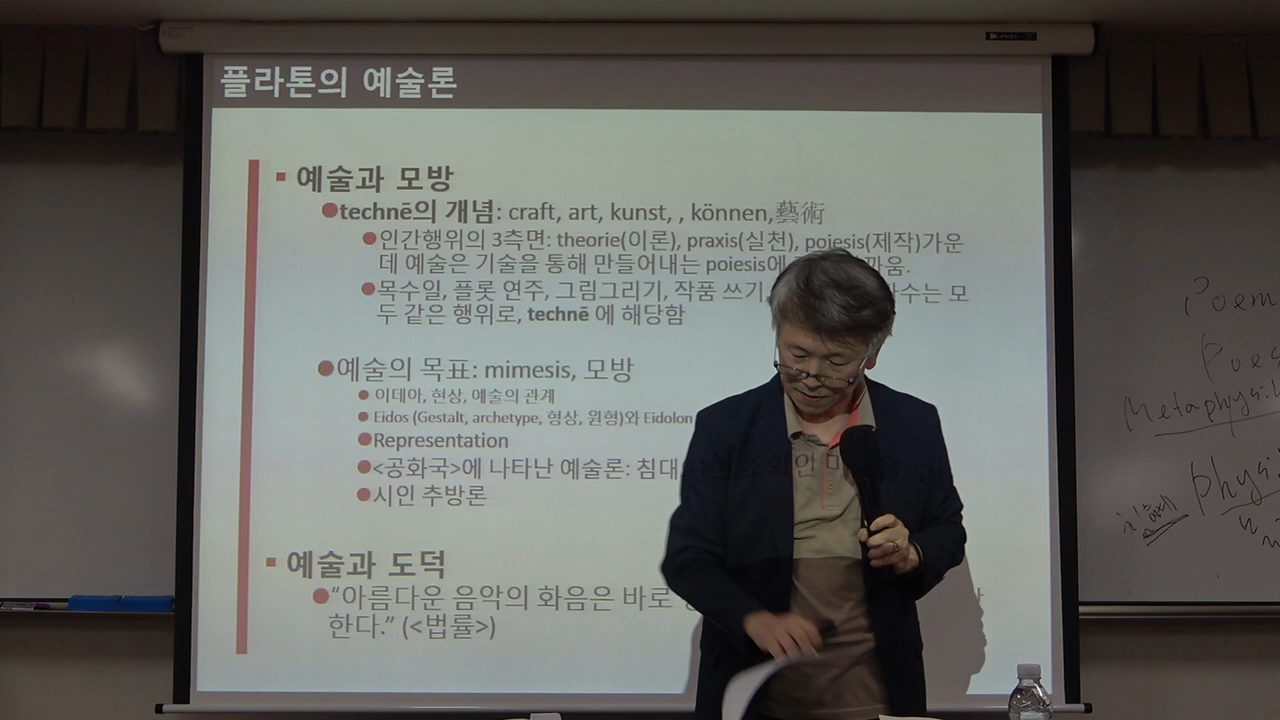 플라톤의 예술론
▪ 예술과 모방
●technē의 개념: craft, art, kunst, , können,藝術
●인간행위의 3측면: theorie(이론), praxis(실천), poiesis(제작)가운
데 예술은 기술을 통해 만들어내는 poiesis에
●목수일, 플룻 연주, 그림그리기, 작품 쓰기, 는 모
두 같은 행위로, technē 에 해당함
●예술의 목표: mimesis, 모방
● 이데아, 현상, 예술의 관계
● Eidos (Gestalt, archetype, 형상, 원형)와 Eidolon
●Representation
●<공화국>에 나타난 예술론: 침대
●시인 추방론
▪ 예술과 도덕
●“아름다운 음악의 화음은 바로
한다.” (<법률>)
Poem
Poes
Metaphysi
physi